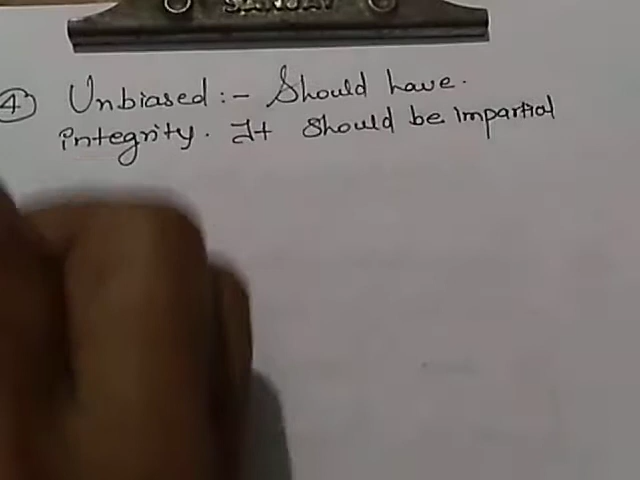 ④ Unbiased :- Should have.
integrity. It should be impartial